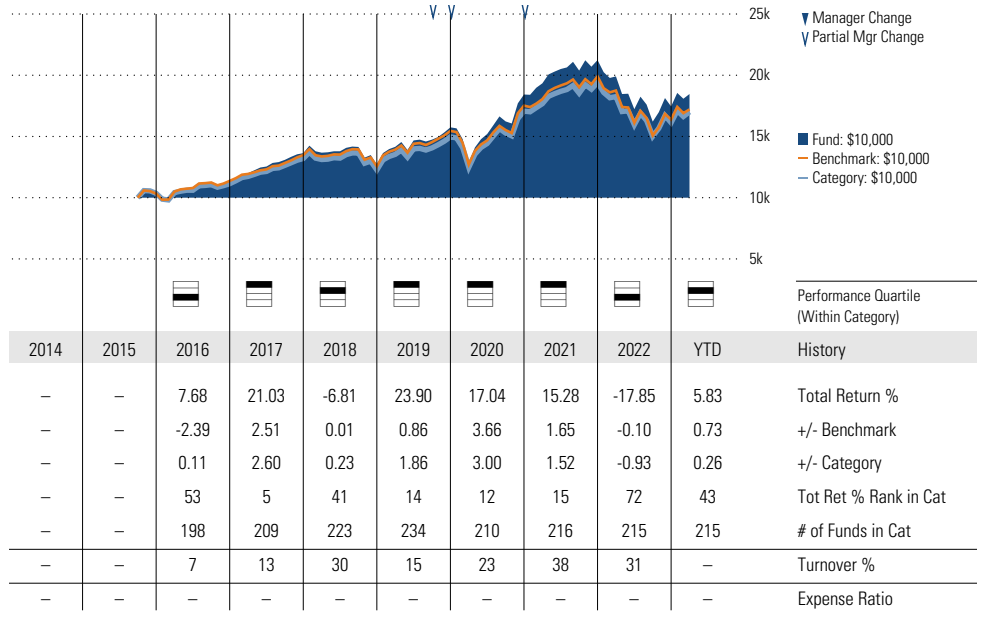 25k
▼ Manager Change
∨ Partial Mgr Change
20k
15k
Fund: $10,000
Benchmark: $10,000
Category: $10,000
10k
5k
Performance Quartile
(Within Category)
2014 2015 2016 2017 2018 2019 2020 2021 2022 YTD History
– – 7.68 21.03 -6.81 23.90 17.04 15.28 -17.85 5.83 Total Return %
– – -2.39 2.51 0.01 0.86 3.66 1.65 -0.10 0.73 +/- Benchmark
– – 0.11 2.60 0.23 1.86 3.00 1.52 -0.93 0.26 +/- Category
– – 53 5 41 14 12 15 72 43 Tot Ret % Rank in Cat
– – 198 209 223 234 210 216 215 215 # of Funds in Cat
– – 7 13 30 15 23 38 31 – Turnover %
– – – – – – – – – – Expense Ratio